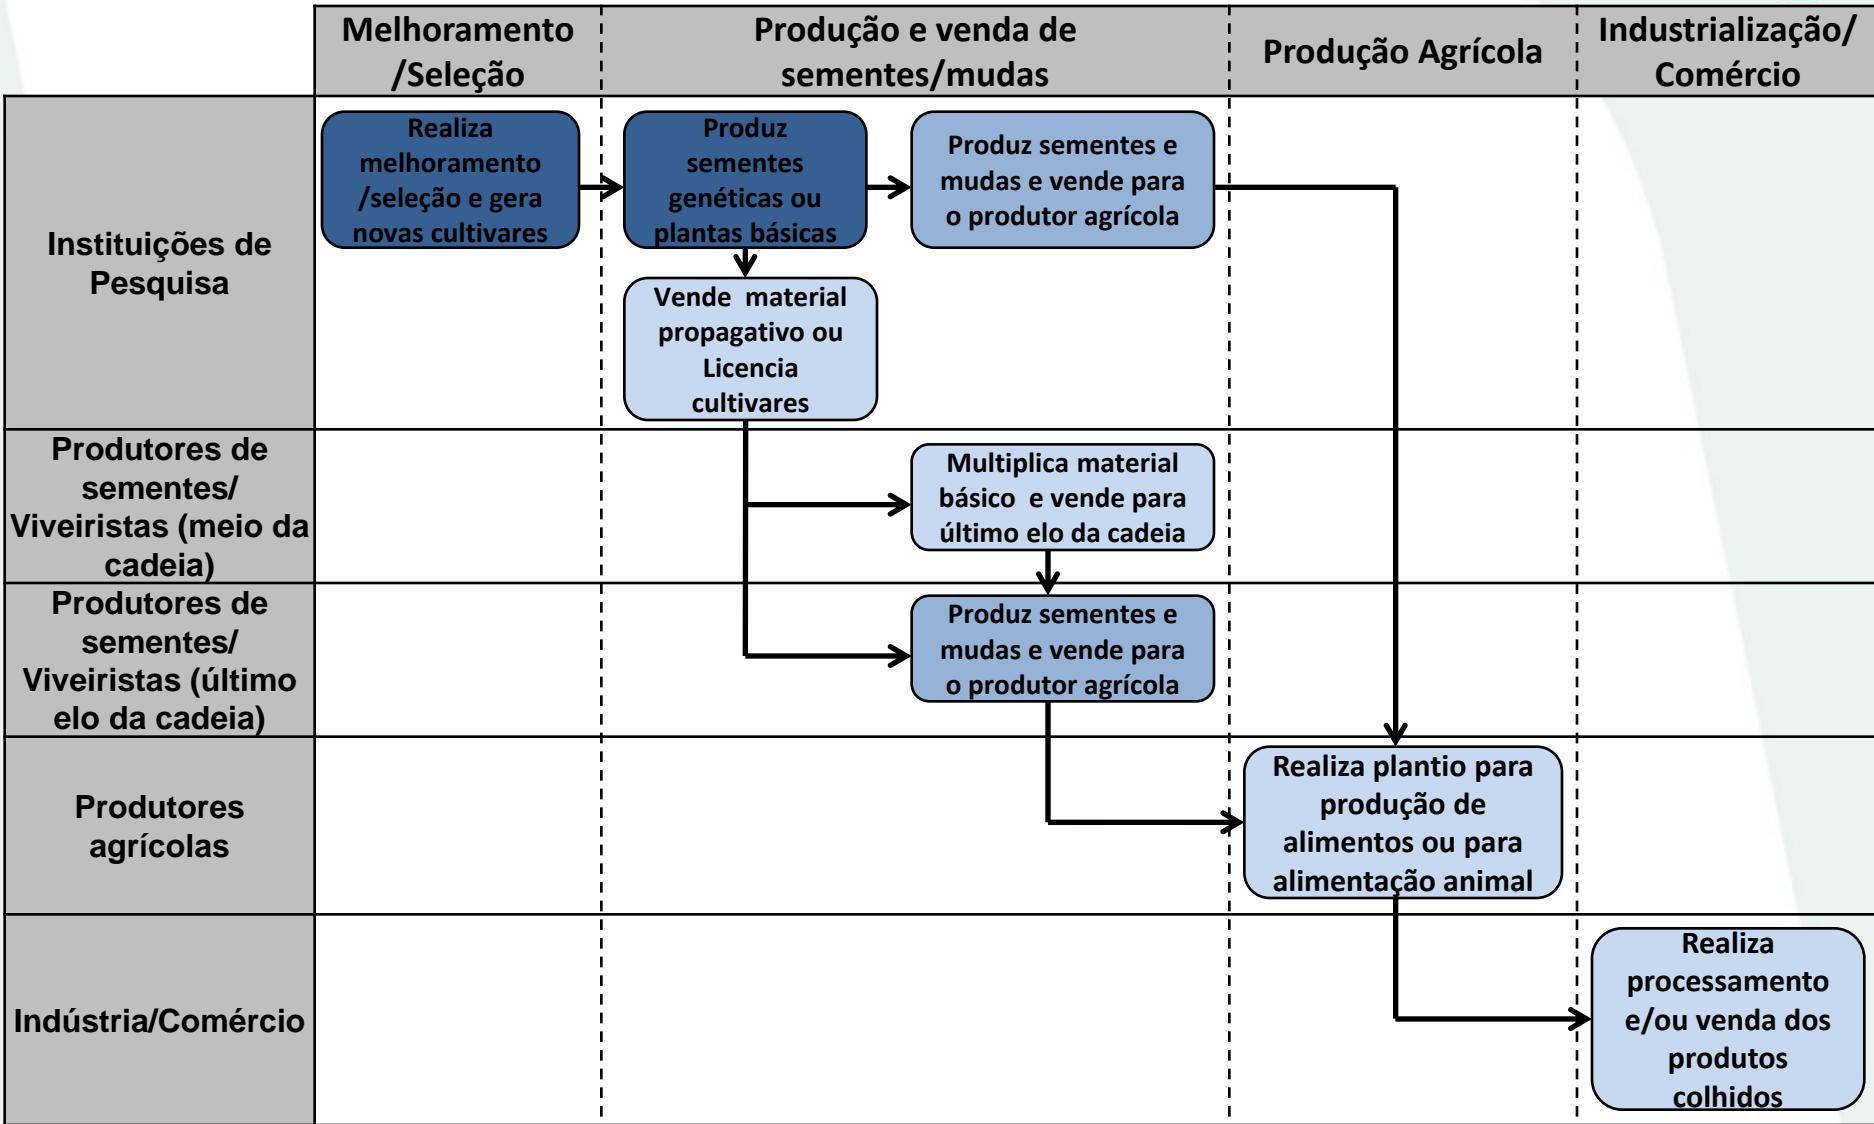 Melhoramento
/Seleção
Produção e venda de
sementes/mudas
Produção Agrícola
Industrialização/
Comércio
Instituições de
Pesquisa
Realiza
melhoramento
/seleção e gera
novas cultivares
Produz
sementes
genéticas ou
plantas básicas
Produz sementes e
mudas e vende para
o produtor agrícola
Vende material
propagativo ou
Licencia
cultivares
Produtores de
sementes/
Viveiristas (meio da
cadeia)
Multiplica material
básico e vende para
último elo da cadeia
Produtores de
sementes/
Viveiristas (último
elo da cadeia)
Produz sementes e
mudas e vende para
o produtor agrícola
Produtores
agrícolas
Realiza plantio para
produção de
alimentos ou para
alimentação animal
Indústria/Comércio
Realiza
processamento
e/ou venda dos
produtos
colhidos